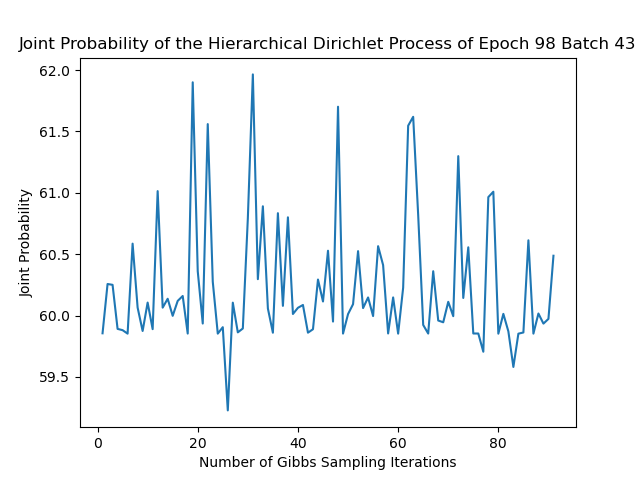 Joint Probability of the Hierarchical Dirichlet Process of Epoch 98 Batch 43
62.0
61.5
61.0
60.5
60.0
59.5
Joint Probability
0 20 40 60 80
Number of Gibbs Sampling Iterations